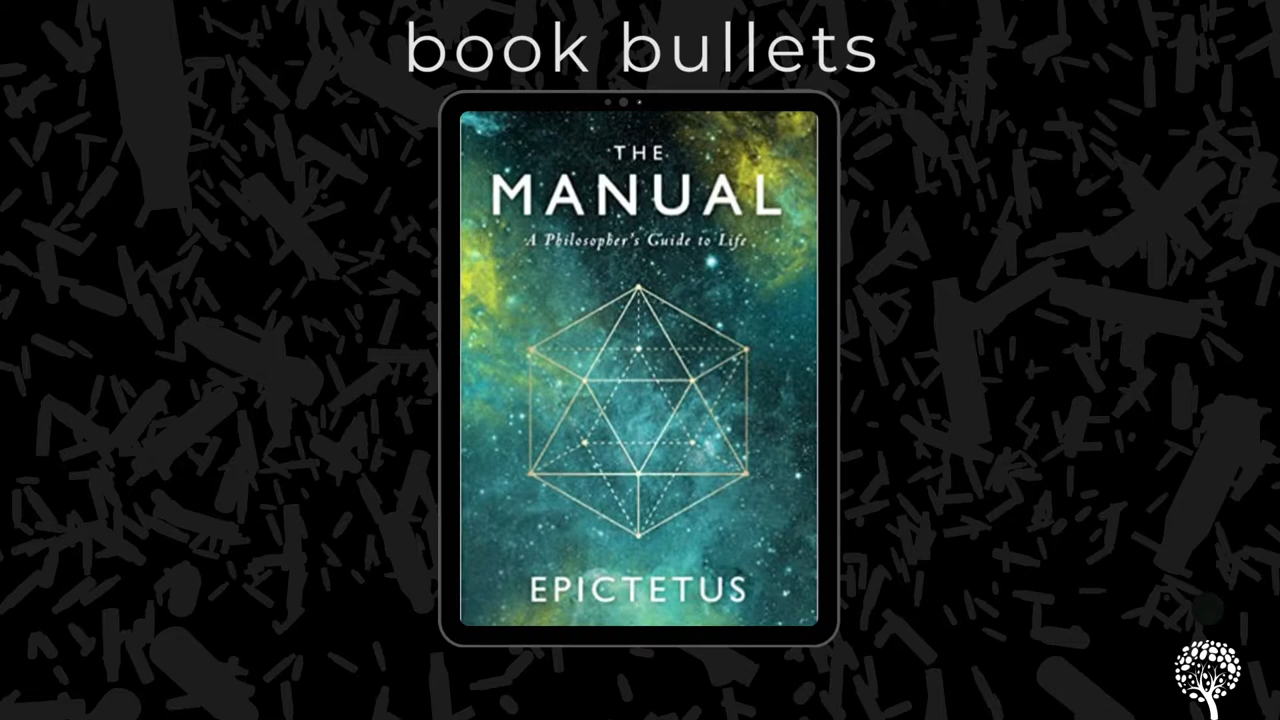 book bullets
THE
MANUAL
A Philosopher's Guide to Life
EPICTETUS